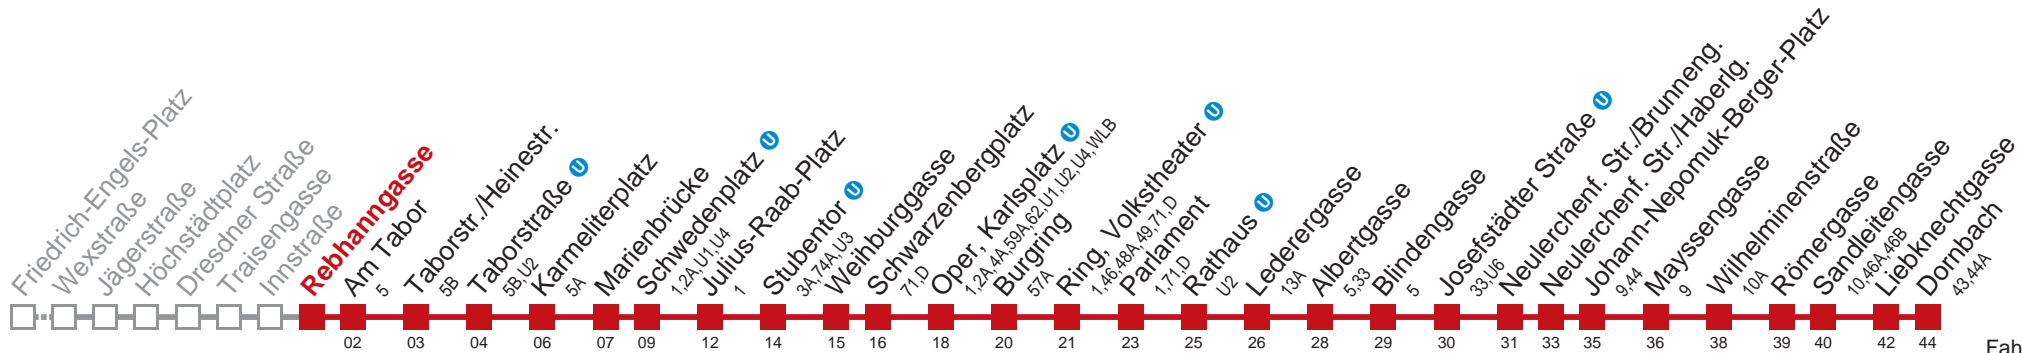 Friedrich-Engels-Platz
Wexstraße
Jägerstraße
Höchstädtplatz
Dresdner Straße
Traisengasse
Innstraße
Rebhanngasse
Am Tabor
5
Taborstr./Heinestr.
5B
Taborstraße U
5B,U2
Karmeliterplatz
5A
Marienbrücke
Schwedenplatz U
1,2A,U1,U4
Julius-Raab-Platz
1
Stubentor U
3A,74A,U3
Weihburggasse
Schwarzenbergplatz
71,D
Oper, Karlsplatz U
1,2A,4A,59A,62,U1,U2,U4,WLB
Burgring
57A
Ring, Volkstheater U
1,46,48A,49,71,D
Parlament
1,71,D
Rathaus U
U2
Lederergasse
13A
Albertgasse
5,33
Blindengasse
5
Josefstädter Straße U
33,U6
Neulerchenf. Str./Brunneng.
Neulerchenf. Str./Haberlg.
Johann-Nepomuk-Berger-Platz
9,44
Mayssengasse
9
Wilhelminenstraße
10A
Römergasse
Sandleitengasse
10,46A,46B
Liebknechtgasse
Dornbach
43,44A
02 03 04 06 07 09 12 14 15 16 18 20 21 23 25 26 28 29 30 31 33 35 36 38 39 40 42 44
Fah